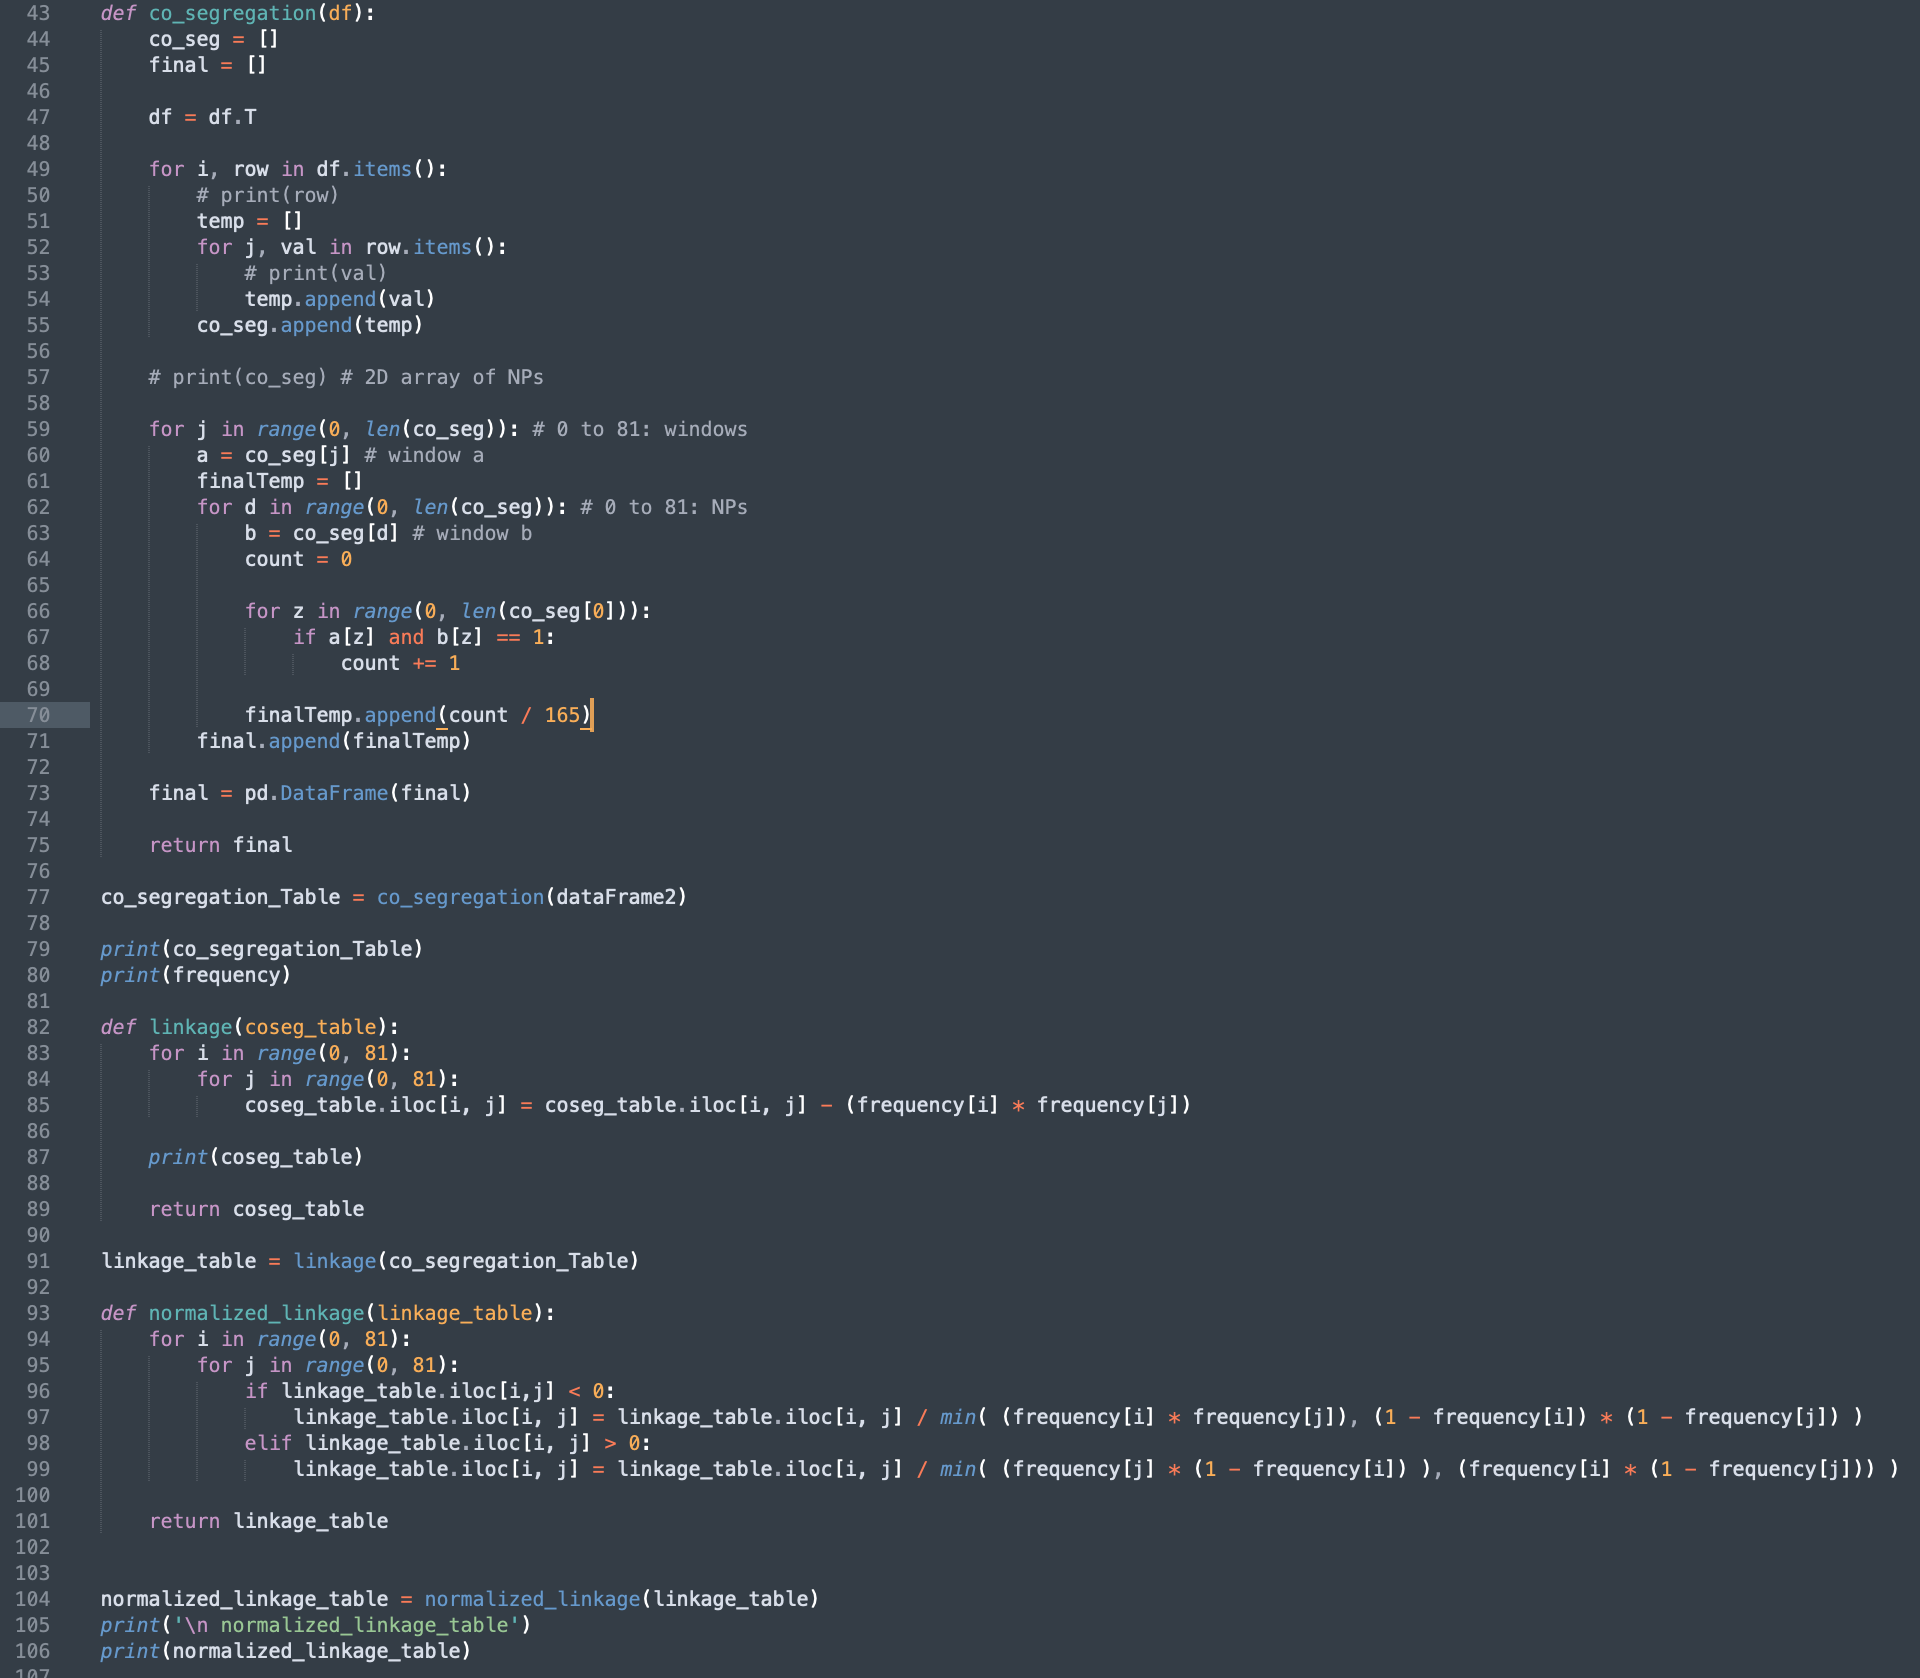 43 def co_segregation(df):
44     co_seg = []
45     final = []
46
47     df = df.T
48
49     for i, row in df.items():
50         # print(row)
51         temp = []
52         for j, val in row.items():
53             # print(val)
54             temp.append(val)
55         co_seg.append(temp)
56
57     # print(co_seg) # 2D array of NPs
58
59     for j in range(0, len(co_seg)): # 0 to 81: windows
60         a = co_seg[j] # window a
61         finalTemp = []
62         for d in range(0, len(co_seg)): # 0 to 81: NPs
63             b = co_seg[d] # window b
64             count = 0
65
66             for z in range(0, len(co_seg[0])):
67                 if a[z] and b[z] == 1:
68                     count += 1
69
70             finalTemp.append(count / 165)
71         final.append(finalTemp)
72
73     final = pd.DataFrame(final)
74
75     return final
76
77 co_segregation_Table = co_segregation(dataFrame2)
78
79 print(co_segregation_Table)
80 print(frequency)
81
82 def linkage(coseg_table):
83     for i in range(0, 81):
84         for j in range(0, 81):
85             coseg_table.iloc[i, j] = coseg_table.iloc[i, j] - (frequency[i] * frequency[j])
86
87     print(coseg_table)
88
89     return coseg_table
90
91 linkage_table = linkage(co_segregation_Table)
92
93 def normalized_linkage(linkage_table):
94     for i in range(0, 81):
95         for j in range(0, 81):
96             if linkage_table.iloc[i,j] < 0:
97                 linkage_table.iloc[i, j] = linkage_table.iloc[i, j] / min( (frequency[i] * frequency[j]), (1 - frequency[i]) * (1 - frequency[j]) )
98             elif linkage_table.iloc[i, j] > 0:
99                 linkage_table.iloc[i, j] = linkage_table.iloc[i, j] / min( (frequency[j] * (1 - frequency[i]) ), (frequency[i] * (1 - frequency[j])) )
100
101     return linkage_table
102
103
104 normalized_linkage_table = normalized_linkage(linkage_table)
105 print('\n normalized_linkage_table')
106 print(normalized_linkage_table)
107